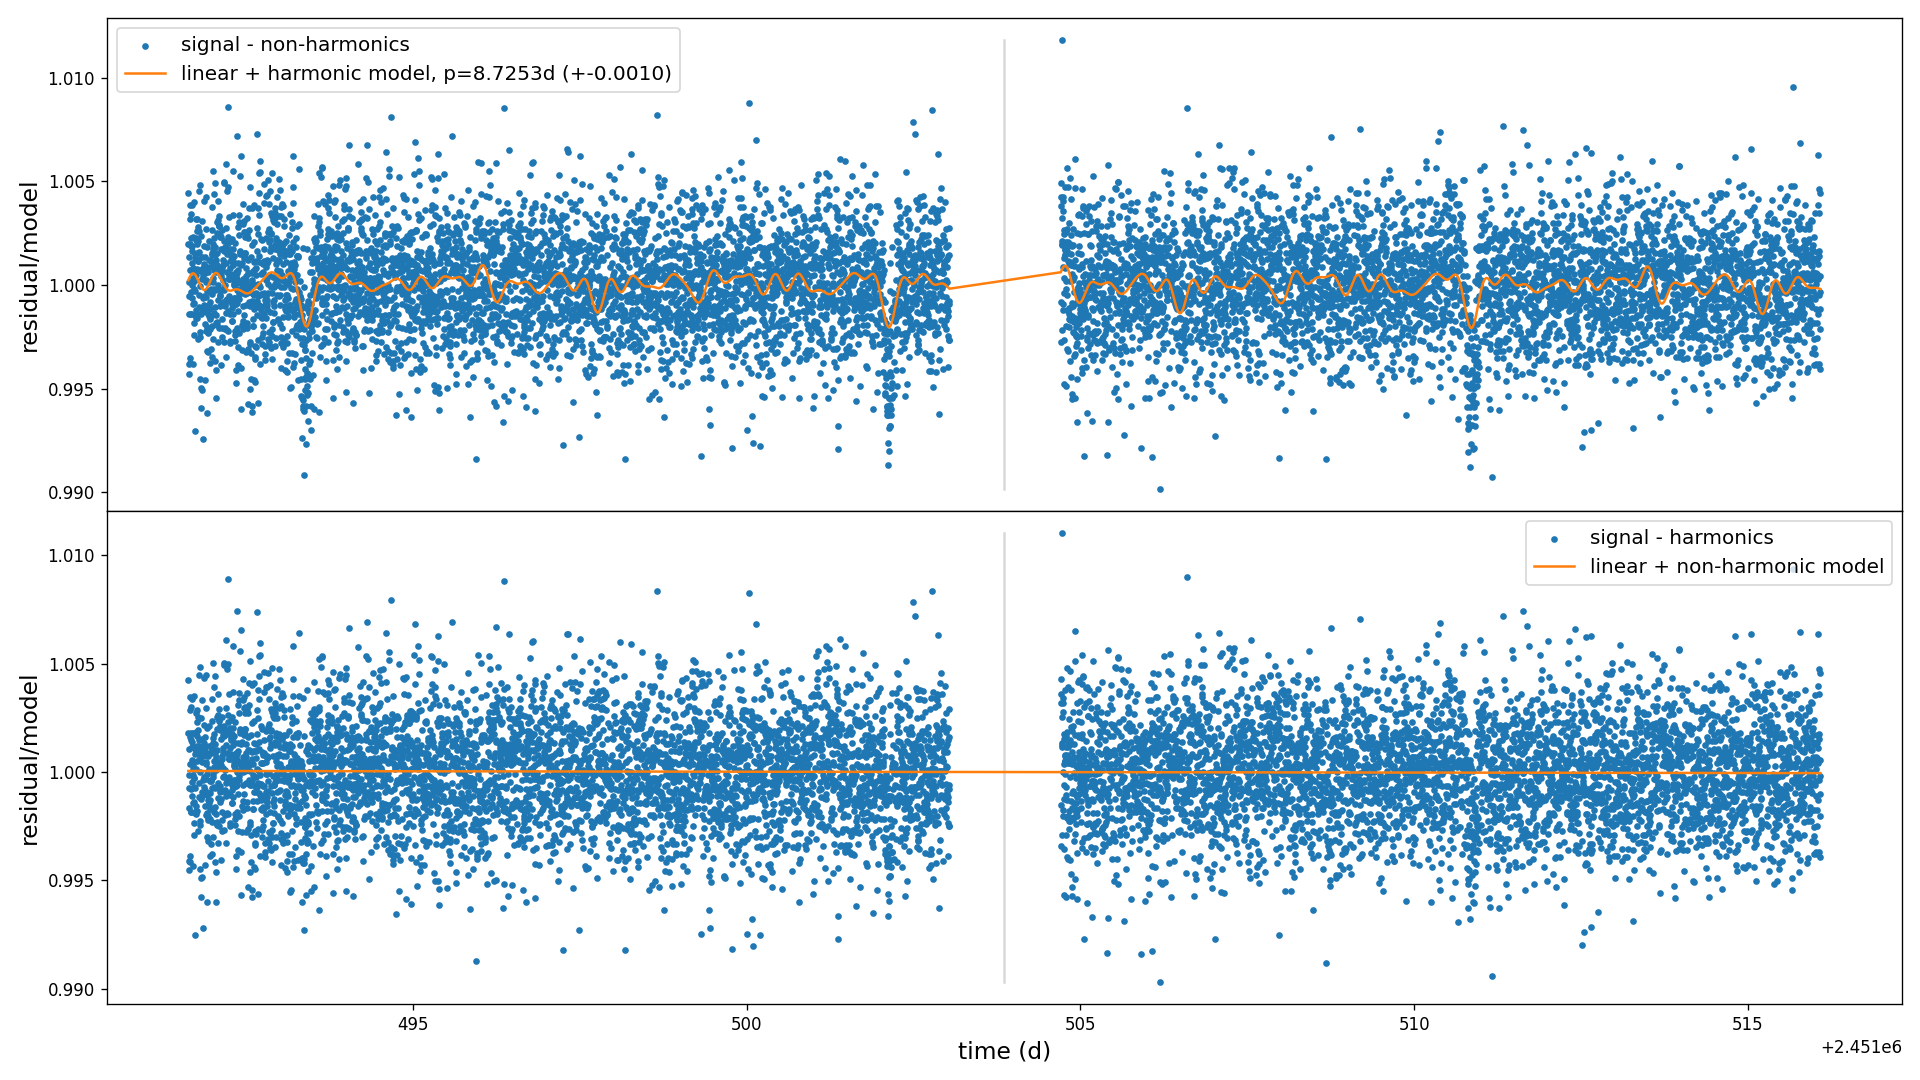 signal - non-harmonics
linear + harmonic model, p=8.7253d (+-0.0010)
1.010
1.005
1.000
0.995
0.990
residual/model
signal - harmonics
linear + non-harmonic model
1.010
1.005
1.000
0.995
0.990
residual/model
495
500
505
510
515
time (d)
+2.451e6